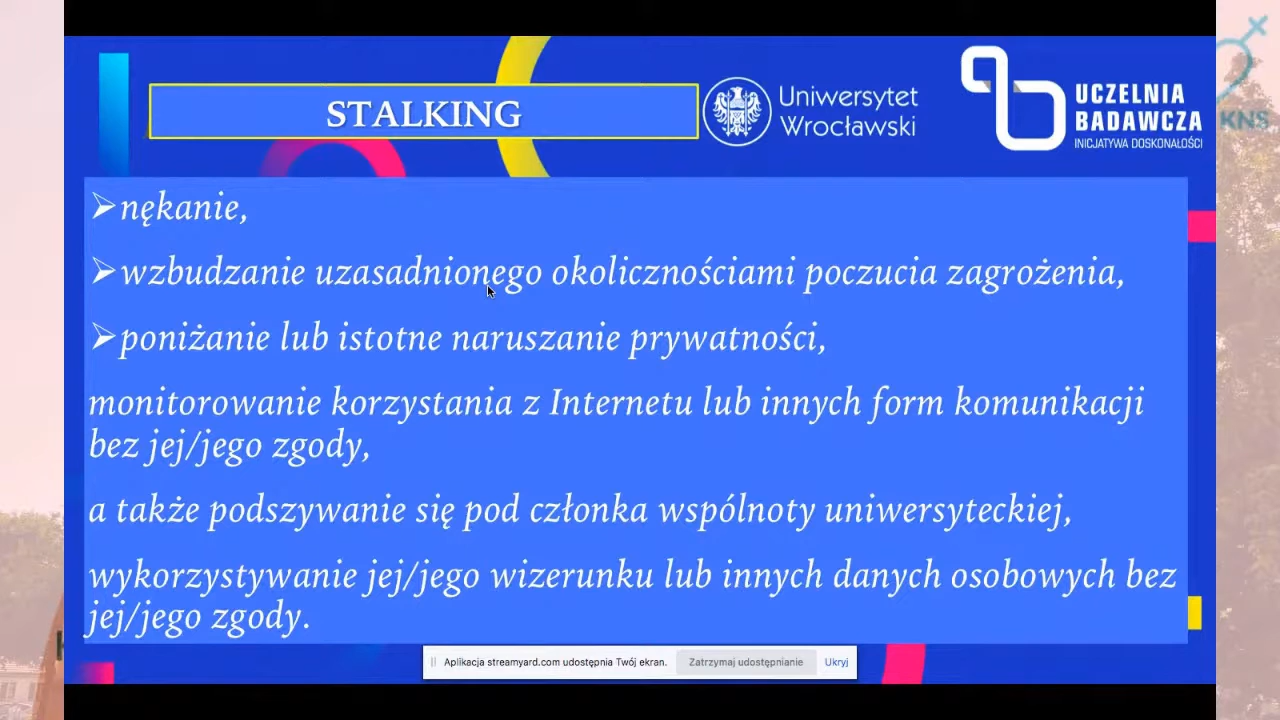 STALKING
Uniwersytet
Wrocławski
UCZELNIA
BADAWCZA
INICJATYWA DOSKONAŁOŚCI
KNS
➢nękanie,
➢wzbudzanie uzasadnionego okolicznościami poczucia zagrożenia,
➢poniżanie lub istotne naruszanie prywatności,
monitorowanie korzystania z Internetu lub innych form komunikacji
bez jej/jego zgody,
a także podszywanie się pod członka wspólnoty uniwersyteckiej,
wykorzystywanie jej/jego wizerunku lub innych danych osobowych bez
jej/jego zgody.
Aplikacja streamyard.com udostępnia Twój ekran. Zatrzymaj udostępnianie Ukryj